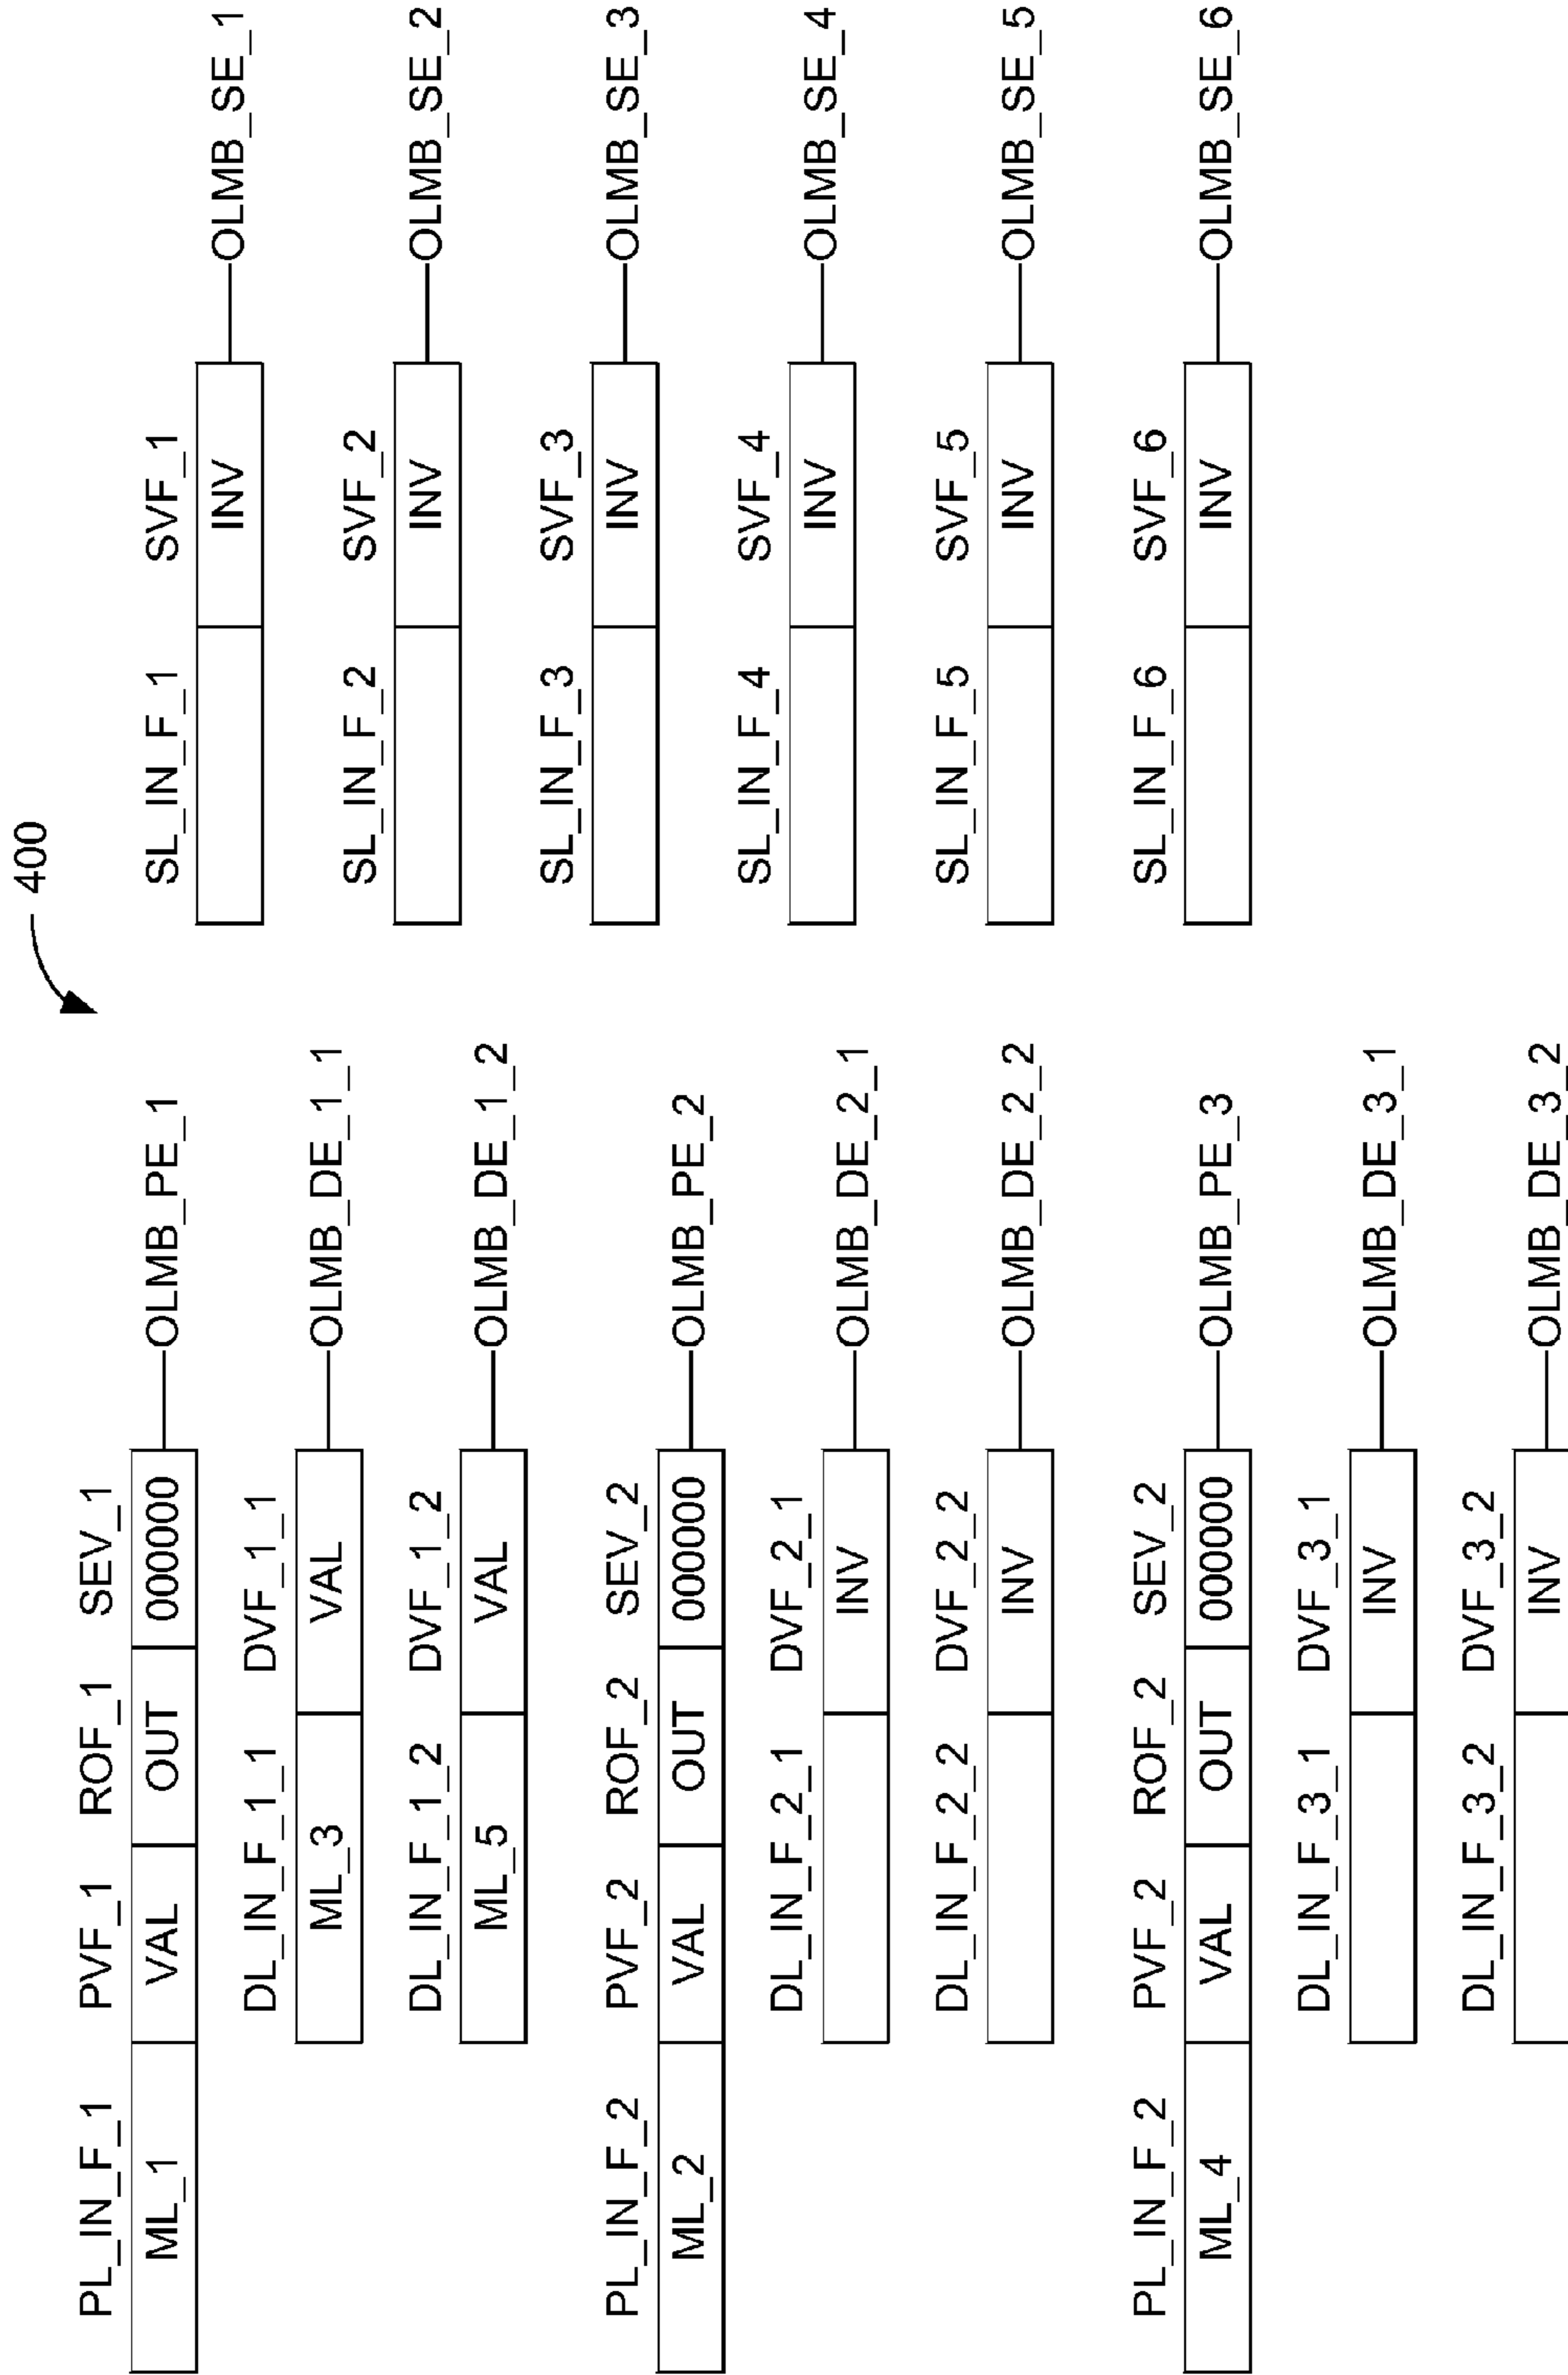 400
PL_IN_F_1 PVF_1 ROF_1 SEV_1
ML_1 VAL OUT 000000 OLMB_PE_1
DL_IN_F_1_1 DVF_1_1
ML_3 VAL OLMB_DE_1_1
DL_IN_F_1_2 DVF_1_2
ML_5 VAL OLMB_DE_1_2
PL_IN_F_2 PVF_2 ROF_2 SEV_2
ML_2 VAL OUT 000000 OLMB_PE_2
DL_IN_F_2_1 DVF_2_1
INV OLMB_DE_2_1
DL_IN_F_2_2 DVF_2_2
INV OLMB_DE_2_2
PL_IN_F_2 PVF_2 ROF_2 SEV_2
ML_4 VAL OUT 000000 OLMB_PE_3
DL_IN_F_3_1 DVF_3_1
INV OLMB_DE_3_1
DL_IN_F_3_2 DVF_3_2
INV OLMB_DE_3_2
SL_IN_F_1 SVF_1
INV OLMB_SE_1
SL_IN_F_2 SVF_2
INV OLMB_SE_2
SL_IN_F_3 SVF_3
INV OLMB_SE_3
SL_IN_F_4 SVF_4
INV OLMB_SE_4
SL_IN_F_5 SVF_5
INV OLMB_SE_5
SL_IN_F_6 SVF_6
INV OLMB_SE_6